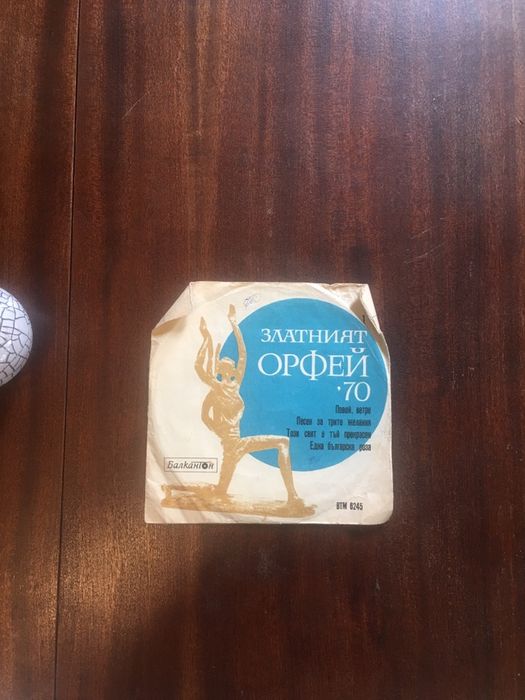 ЗЛАТНИЯТ
ОРФЕЙ
'70
Повей, ветре
Песен за трите желания
Този свят е тъй прекрасен
Една българска роза
Балкантон
ВТМ 6245